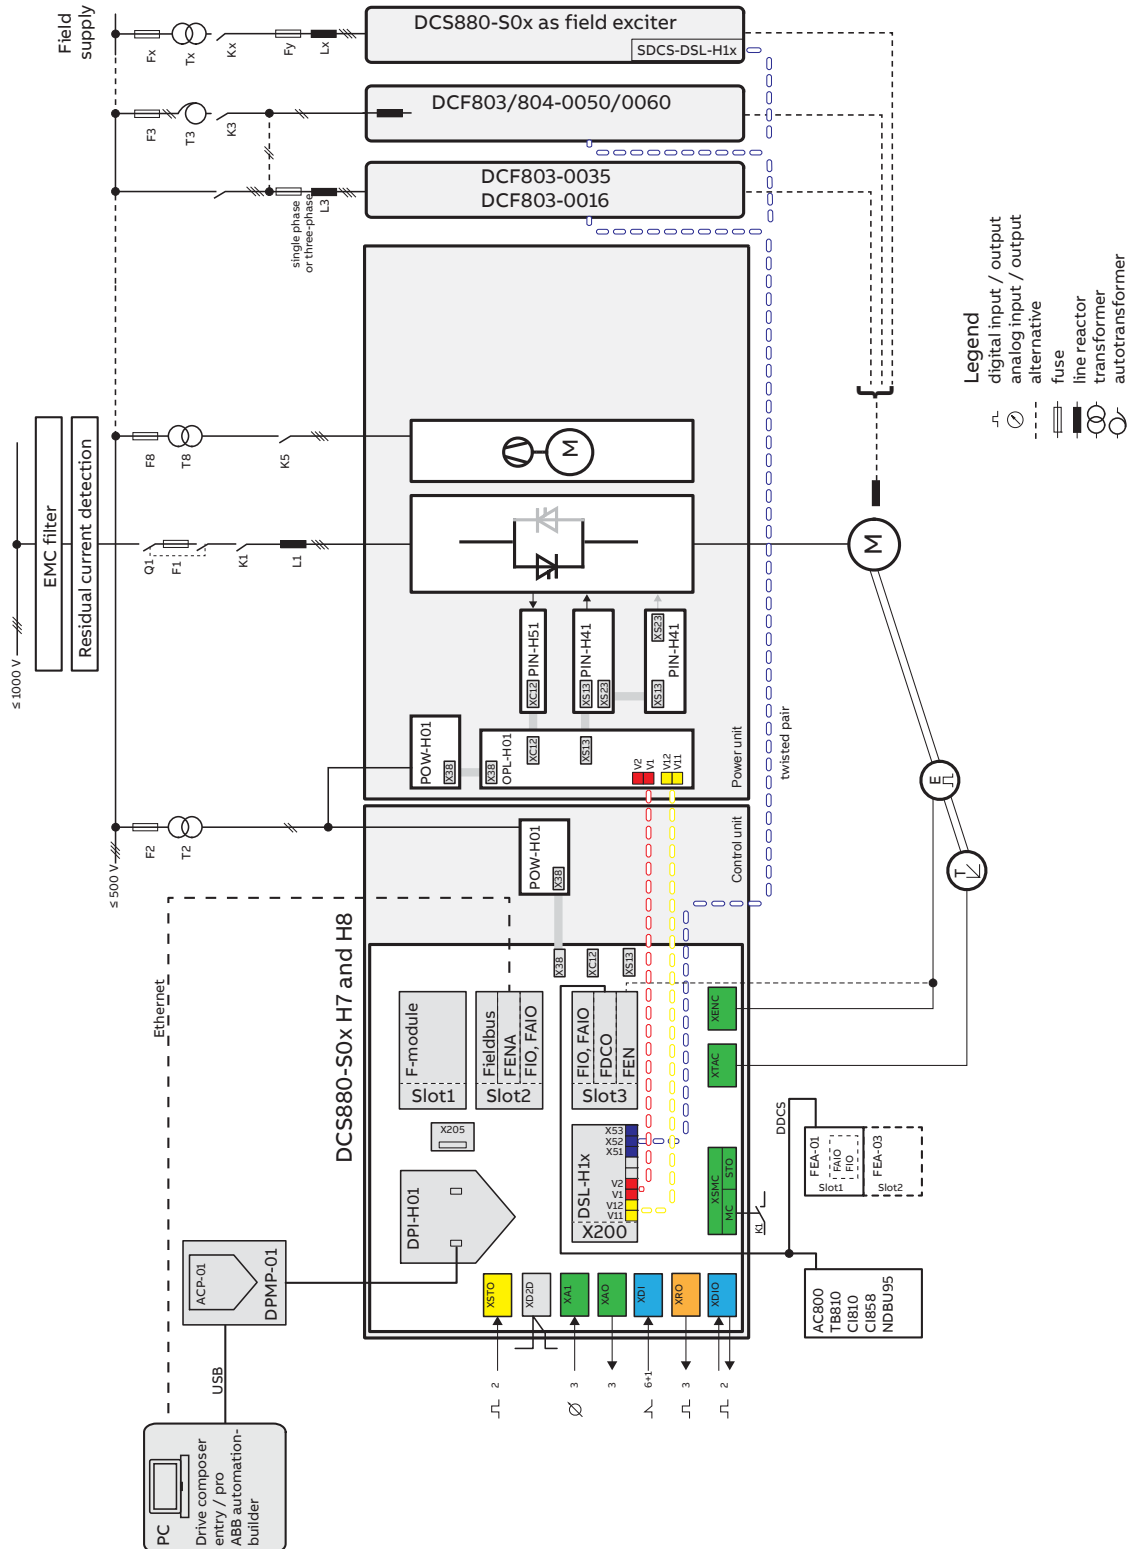 Field
supply
Fx
Tx
Kx
Fy
Lx
DCS880-S0x as field exciter
SDCS-DSL-H1x
F3
T3
K3
DCF803/804-0050/0060
single phase
or three-phase
L3
DCF803-0035
DCF803-0016
≤ 1000 V
EMC filter
Residual current detection
F8
T8
K5
M
Q1
F1
K1
L1
M
PIN-H51
XC12
PIN-H41
XS13
XS23
PIN-H41
XS13
XS23
POW-H01
X38
OPL-H01
X38
XC12
XS13
V2
V1
V12
V11
Power unit
twisted pair
≤ 500 V
F2
T2
POW-H01
X38
Control unit
E
T
Legend
digital input / output
analog input / output
alternative
fuse
line reactor
transformer
autotransformer
DCS880-S0x H7 and H8
Ethernet
F-module
Slot1
Fieldbus
FENA
FIO, FAIO
Slot2
FIO, FAIO
FDCO
FEN
Slot3
X38
XC12
XS13
X205
DPI-H01
DSL-H1x
X200
X53
X52
X51
V2
V1
V12
V11
XENC
XTAC
XSMC
MC
STO
K1
DDCS
FEA-01
FAIO
FIO
Slot1
FEA-03
Slot2
AC800
TB810
CI810
CI858
NDBU95
XSTO
XD2D
XA1
XAO
XDI
XRO
XDIO
2
3
3
6+1
3
2
ACP-01
DPMP-01
USB
PC
Drive composer
entry / pro
ABB automation-
builder